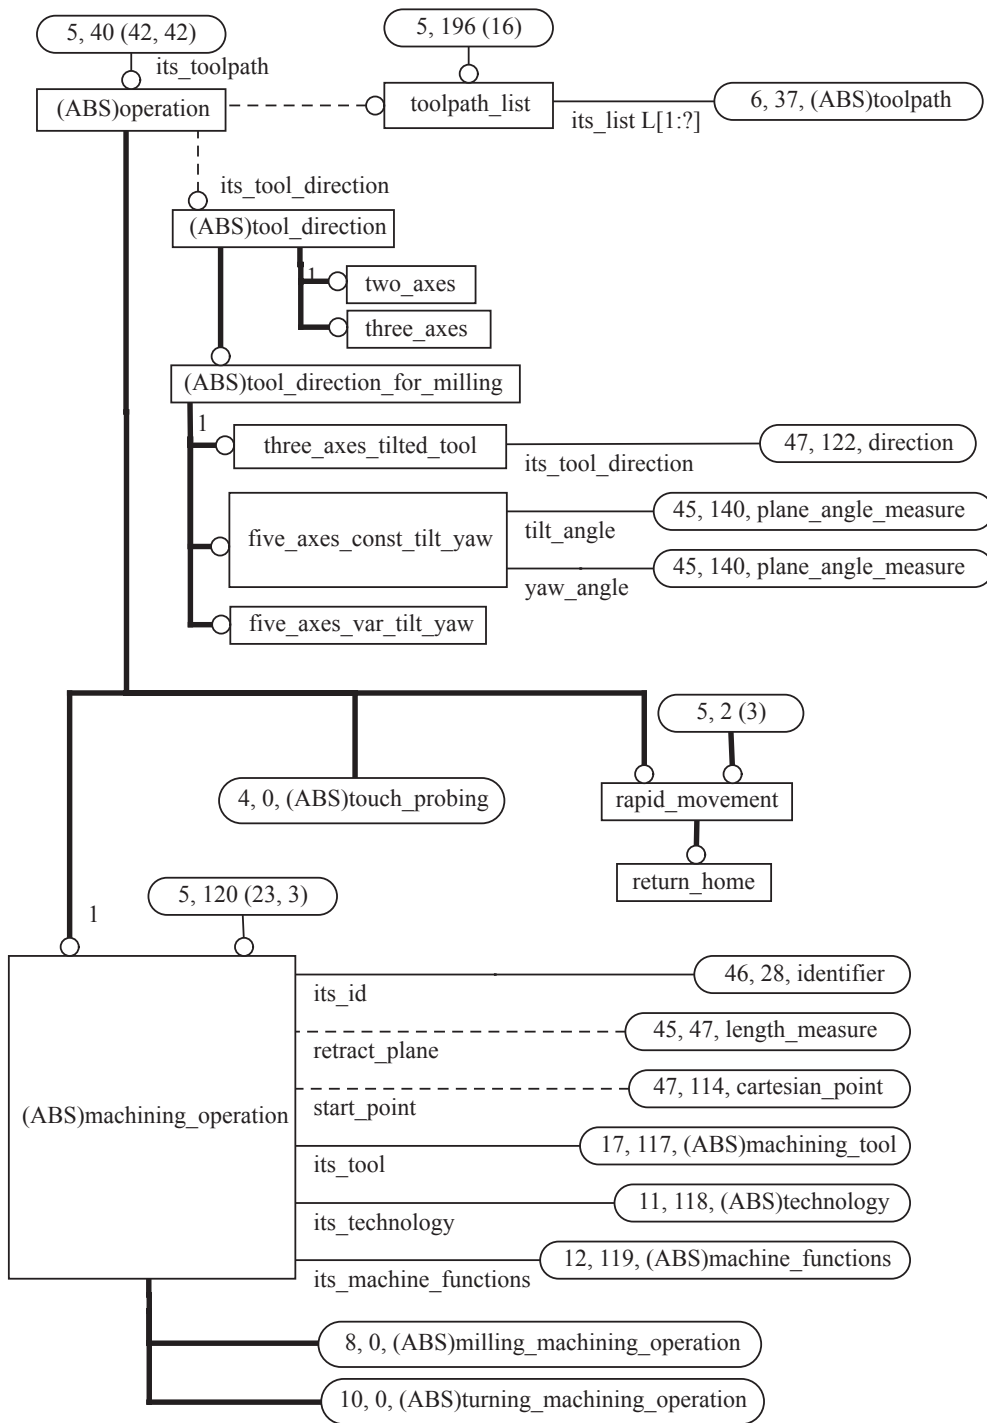 5, 40 (42, 42)
5, 196 (16)
its_toolpath
(ABS)operation
toolpath_list
6, 37, (ABS)toolpath
its_list L[1:?]
its_tool_direction
(ABS)tool_direction
1
two_axes
three_axes
(ABS)tool_direction_for_milling
1
three_axes_tilted_tool
47, 122, direction
its_tool_direction
45, 140, plane_angle_measure
tilt_angle
five_axes_const_tilt_yaw
45, 140, plane_angle_measure
yaw_angle
five_axes_var_tilt_yaw
5, 2 (3)
4, 0, (ABS)touch_probing
rapid_movement
return_home
5, 120 (23, 3)
1
46, 28, identifier
its_id
45, 47, length_measure
retract_plane
47, 114, cartesian_point
start_point
(ABS)machining_operation
17, 117, (ABS)machining_tool
its_tool
11, 118, (ABS)technology
its_technology
12, 119, (ABS)machine_functions
its_machine_functions
8, 0, (ABS)milling_machining_operation
10, 0, (ABS)turning_machining_operation